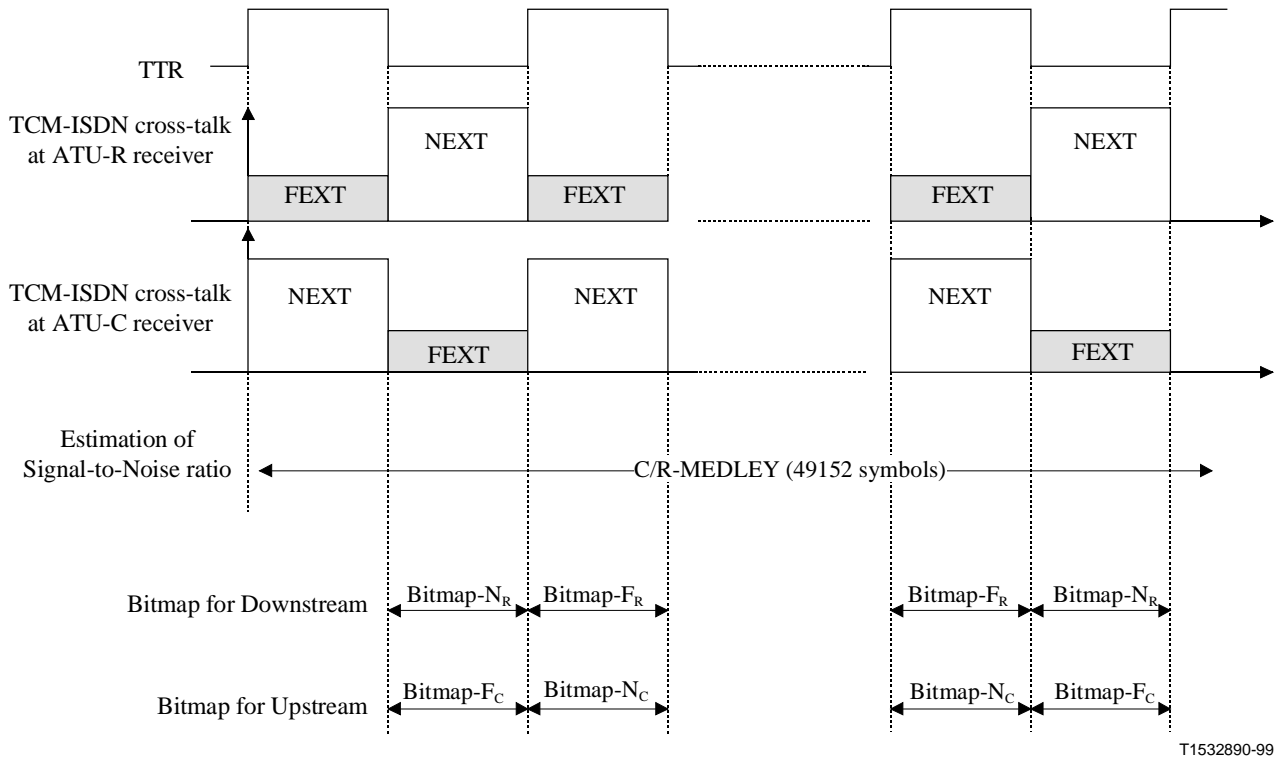 TTR
TCM-ISDN cross-talk
at ATU-R receiver
NEXT
NEXT
FEXT
FEXT
FEXT
TCM-ISDN cross-talk
at ATU-C receiver
NEXT
NEXT
NEXT
FEXT
FEXT
Estimation of
Signal-to-Noise ratio
C/R-MEDLEY (49152 symbols)
Bitmap for Downstream
Bitmap-NR
Bitmap-FR
Bitmap-FR
Bitmap-NR
Bitmap for Upstream
Bitmap-FC
Bitmap-NC
Bitmap-NC
Bitmap-FC
T1532890-99